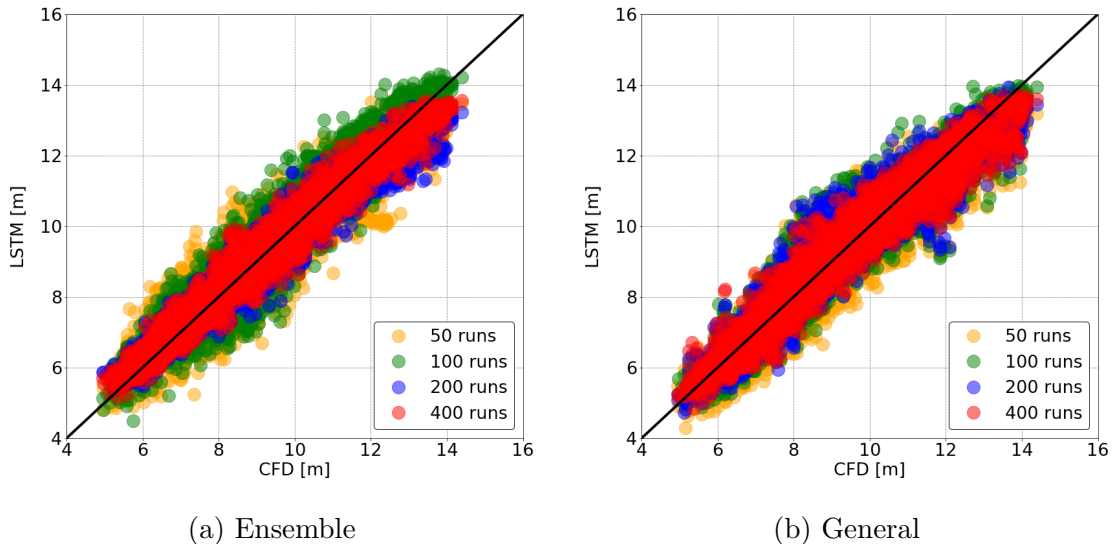 16
14
12
10
8
6
4
LSTM [m]
4 6 8 10 12 14 16
CFD [m]
50 runs
100 runs
200 runs
400 runs
(a) Ensemble
16
14
12
10
8
6
4
LSTM [m]
4 6 8 10 12 14 16
CFD [m]
50 runs
100 runs
200 runs
400 runs
(b) General